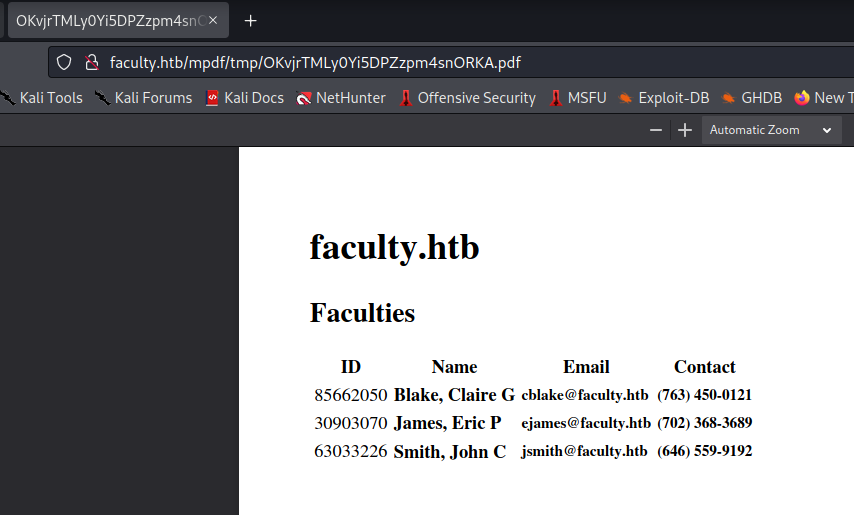 OKvjrTMLy0Yi5DPZzpm4snO
faculty.htb/mpdf/tmp/OKvjrTMLy0Yi5DPZzpm4snORKA.pdf
Kali Tools Kali Forums Kali Docs NetHunter Offensive Security MSFU Exploit-DB GHDB New T
Automatic Zoom
faculty.htb
Faculties
ID Name Email Contact
85662050 Blake, Claire G cblake@faculty.htb (763) 450-0121
30903070 James, Eric P ejames@faculty.htb (702) 368-3689
63033226 Smith, John C jsmith@faculty.htb (646) 559-9192